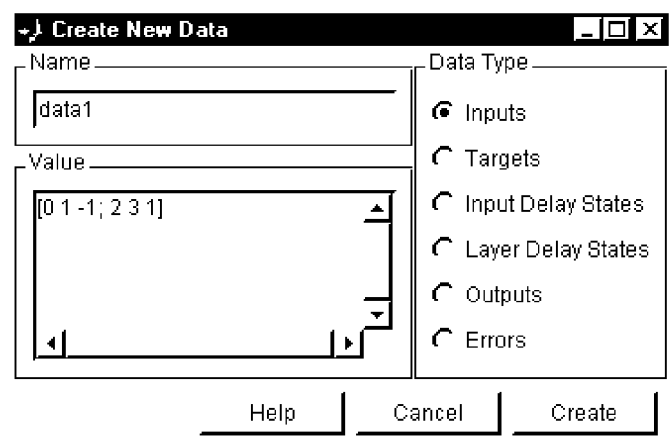 Create New Data
Name
data1
Value
[0 1 -1; 2 3 1]
Data Type
Inputs
Targets
Input Delay States
Layer Delay States
Outputs
Errors
Help
Cancel
Create